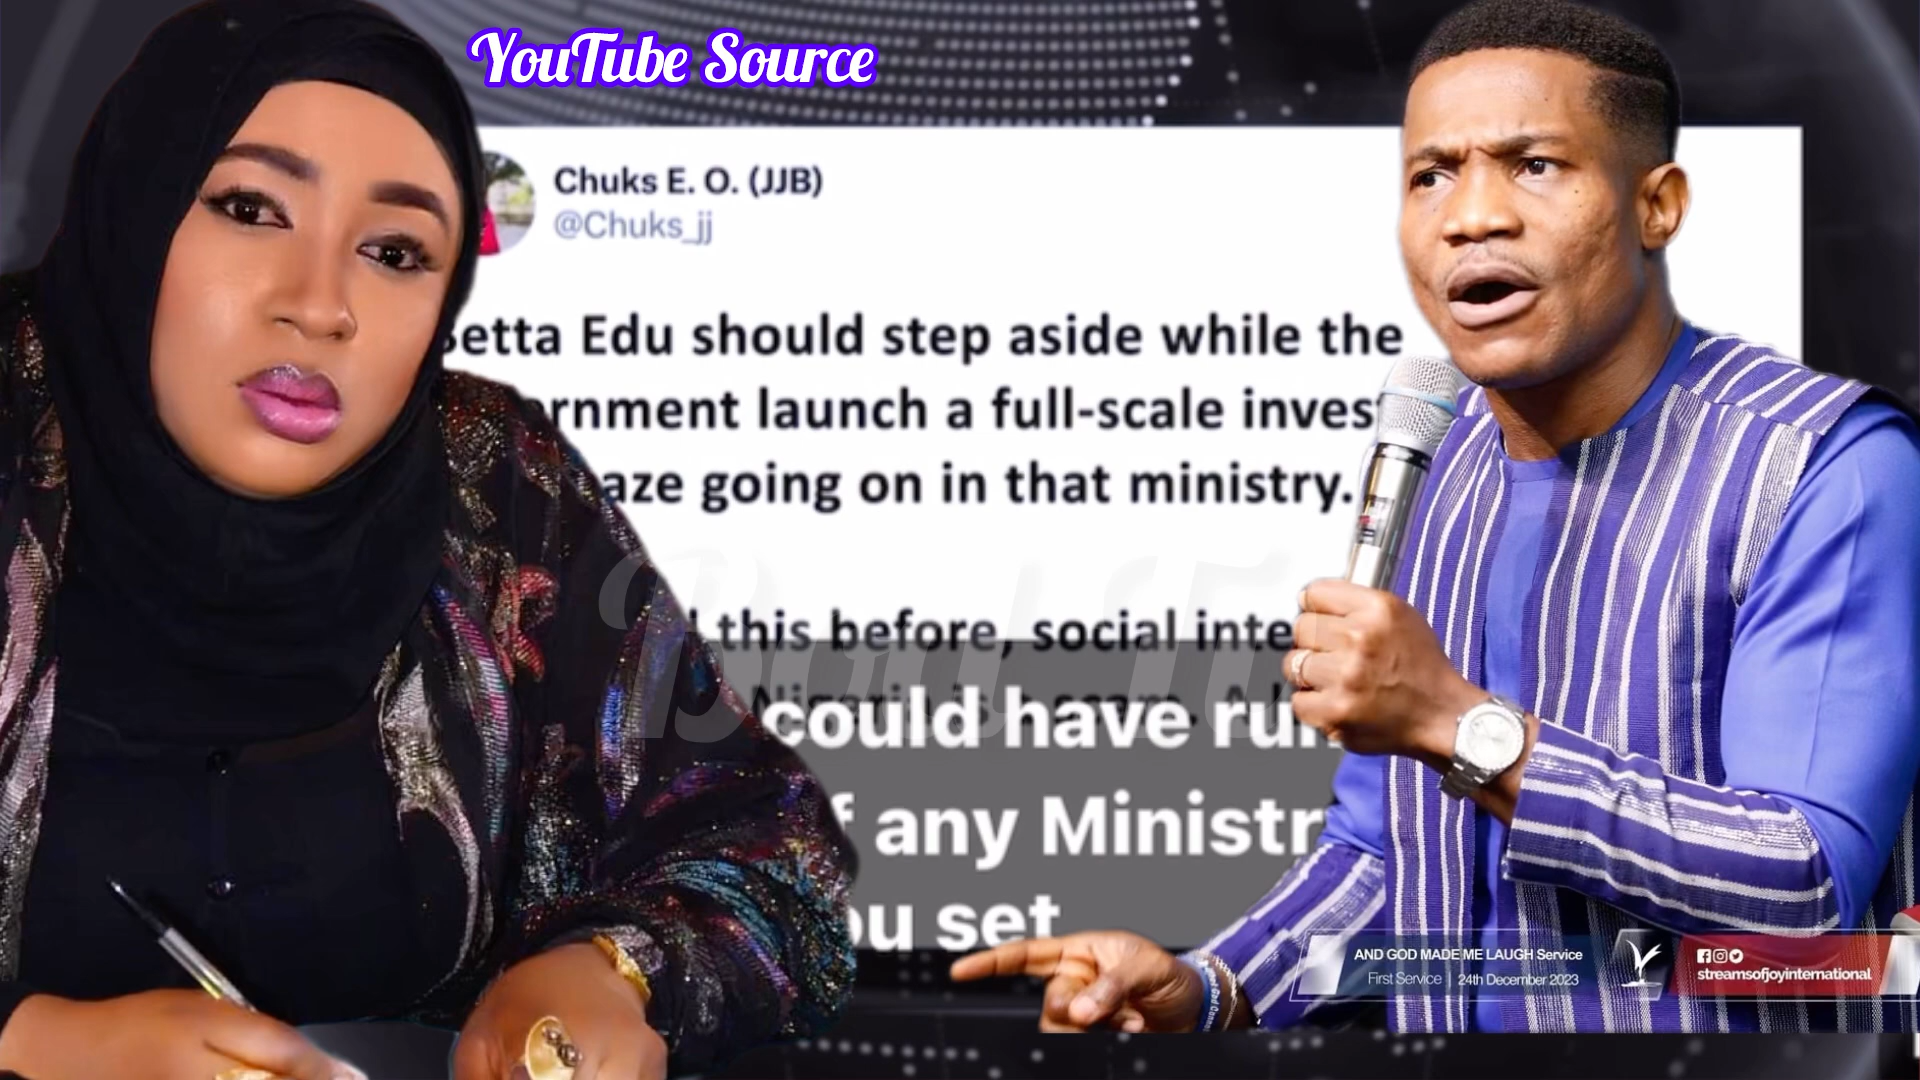 YouTube Source
Chuks E. O. (JJB)
@Chuks_jj
etta Edu should step aside while the
rnment launch a full-scale inves
aze going on in that ministry.
this before, social inte
could have run
any Ministr
ou set
AND GOD MADE ME LAUGH Service
First Service | 24th December 2023
streamsofjoyinternational